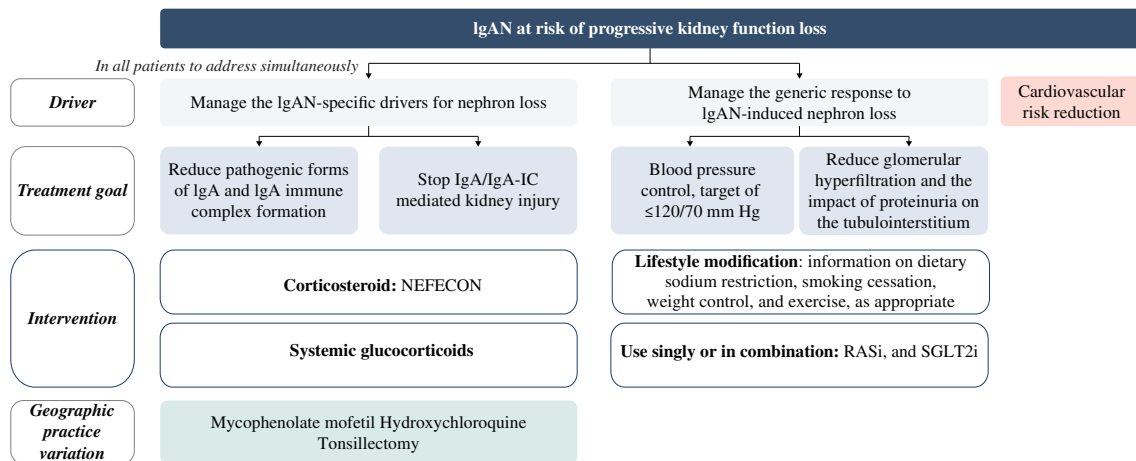 IgAN at risk of progressive kidney function loss
In all patients to address simultaneously
Driver
Manage the IgAN-specific drivers for nephron loss
Manage the generic response to
IgAN-induced nephron loss
Cardiovascular
risk reduction
Treatment goal
Reduce pathogenic forms
of IgA and IgA immune
complex formation
Stop IgA/IgA-IC
mediated kidney injury
Blood pressure
control, target of
≤120/70 mm Hg
Reduce glomerular
hyperfiltration and the
impact of proteinuria on
the tubulointerstitium
Intervention
Corticosteroid: NEFECON
Lifestyle modification: information on dietary
sodium restriction, smoking cessation,
weight control, and exercise, as appropriate
Systemic glucocorticoids
Use singly or in combination: RASi, and SGLT2i
Geographic
practice
variation
Mycophenolate mofetil Hydroxychloroquine
Tonsillectomy